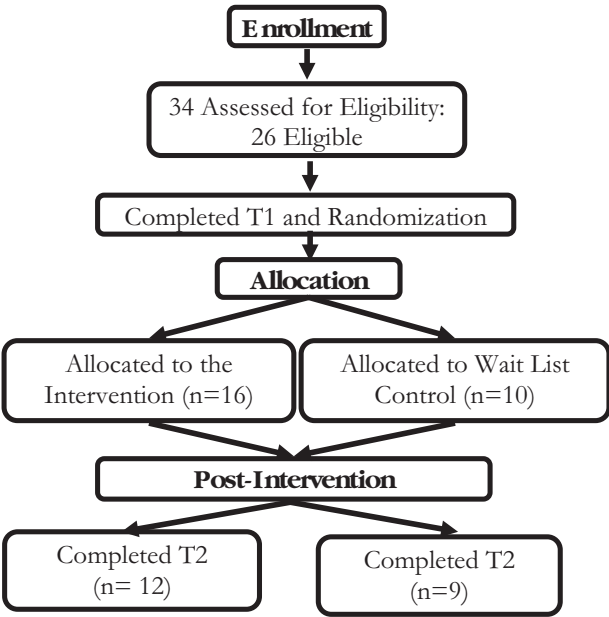 Enrollment
34 Assessed for Eligibility:
26 Eligible
Completed T1 and Randomization
Allocation
Allocated to the
Intervention (n=16)
Allocated to Wait List
Control (n=10)
Post-Intervention
Completed T2
(n= 12)
Completed T2
(n=9)